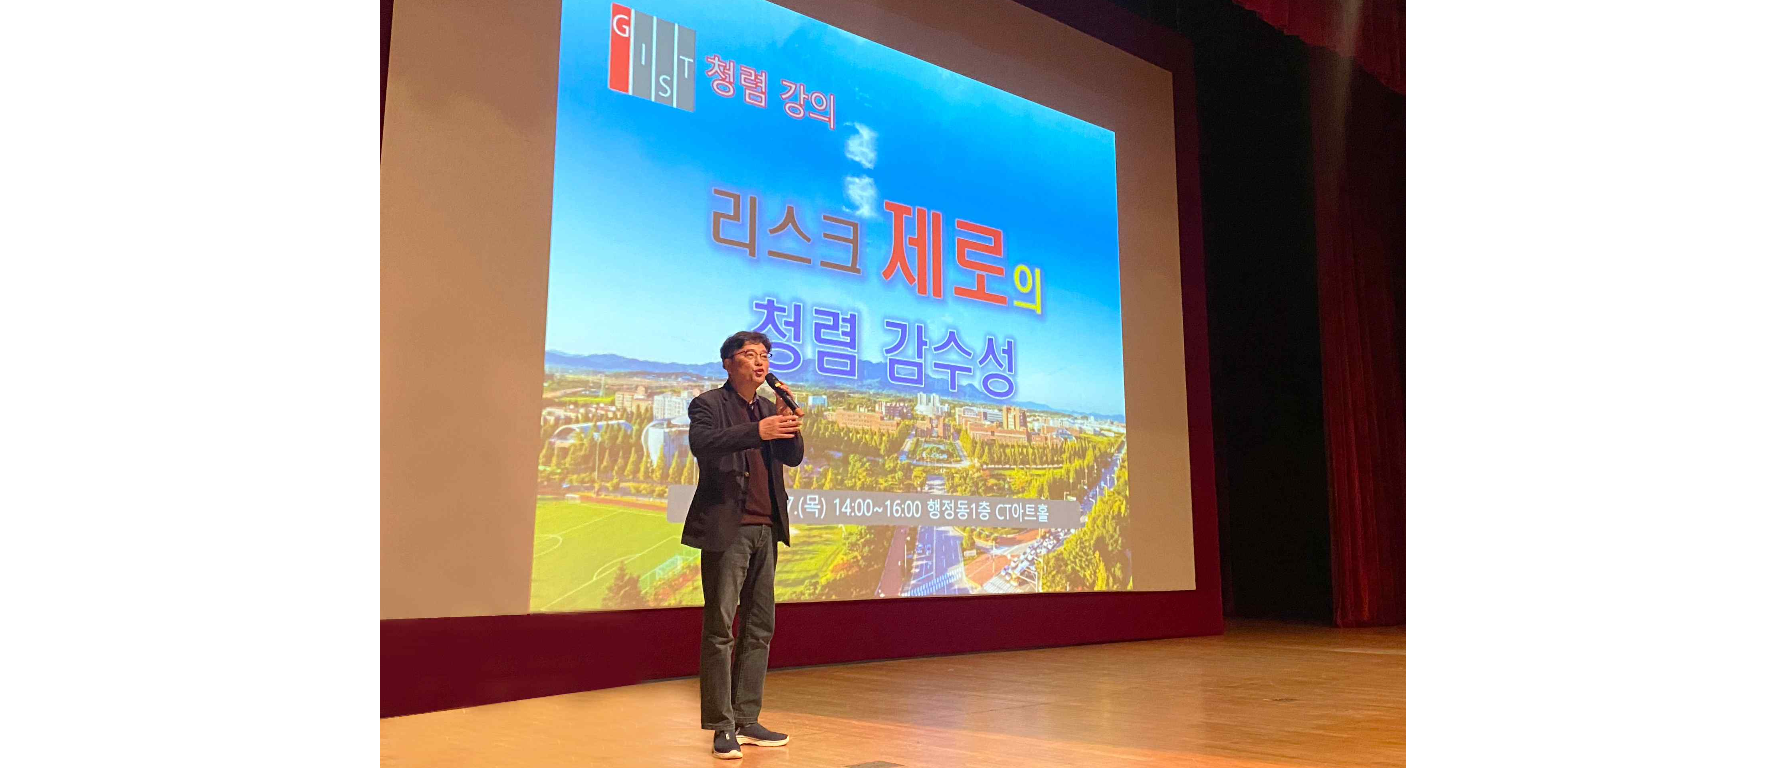 GIST 청렴 강의
리스크 제로의
청렴 감수성
7.(목) 14:00~16:00 행정동1층 CT아트홀